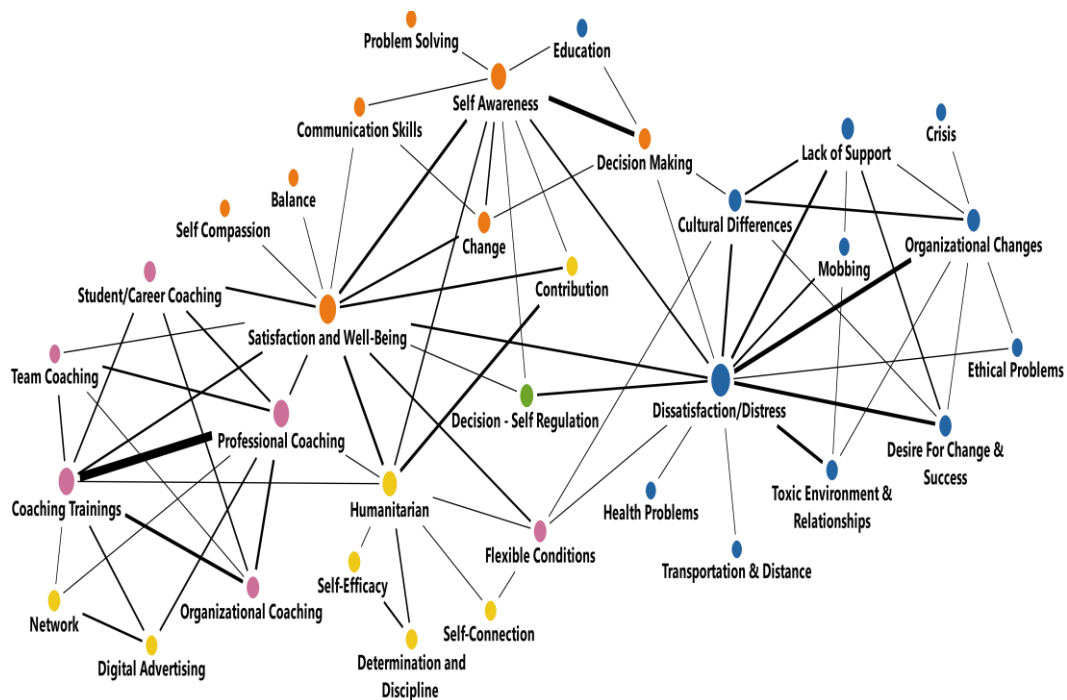 Problem Solving
Education
Self Awareness
Communication Skills
Decision Making
Lack of Support
Crisis
Balance
Self Compassion
Change
Cultural Differences
Organizational Changes
Mobbing
Student/Career Coaching
Contribution
Satisfaction and Well-Being
Team Coaching
Ethical Problems
Dissatisfaction/Distress
Decision - Self Regulation
Professional Coaching
Desire For Change &
Success
Coaching Trainings
Humanitarian
Health Problems
Toxic Environment &
Relationships
Flexible Conditions
Transportation & Distance
Self-Efficacy
Organizational Coaching
Network
Self-Connection
Digital Advertising
Determination and
Discipline